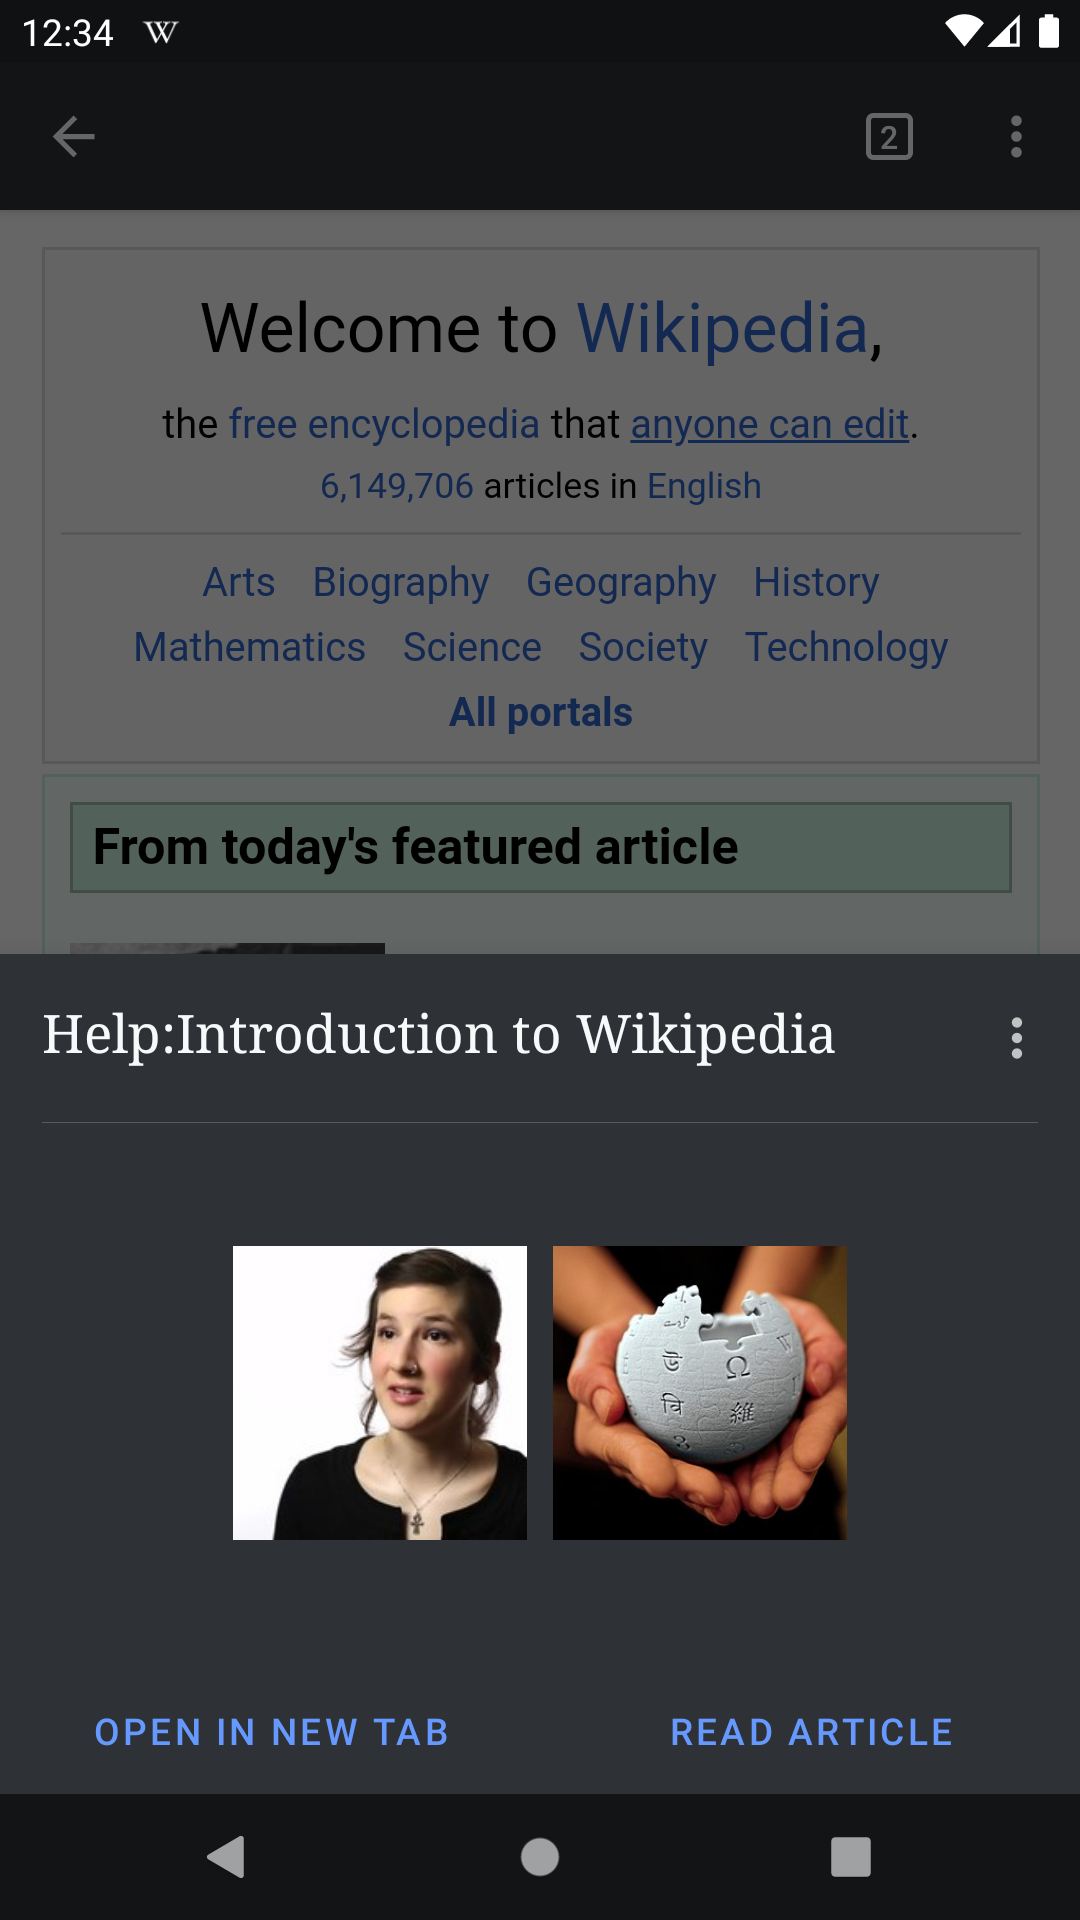 12:34 W
2
Welcome to Wikipedia,
the free encyclopedia that anyone can edit.
6,149,706 articles in English
Arts Biography Geography History
Mathematics Science Society Technology
All portals
From today's featured article
Help:Introduction to Wikipedia
Ω
वि 維
OPEN IN NEW TAB READ ARTICLE